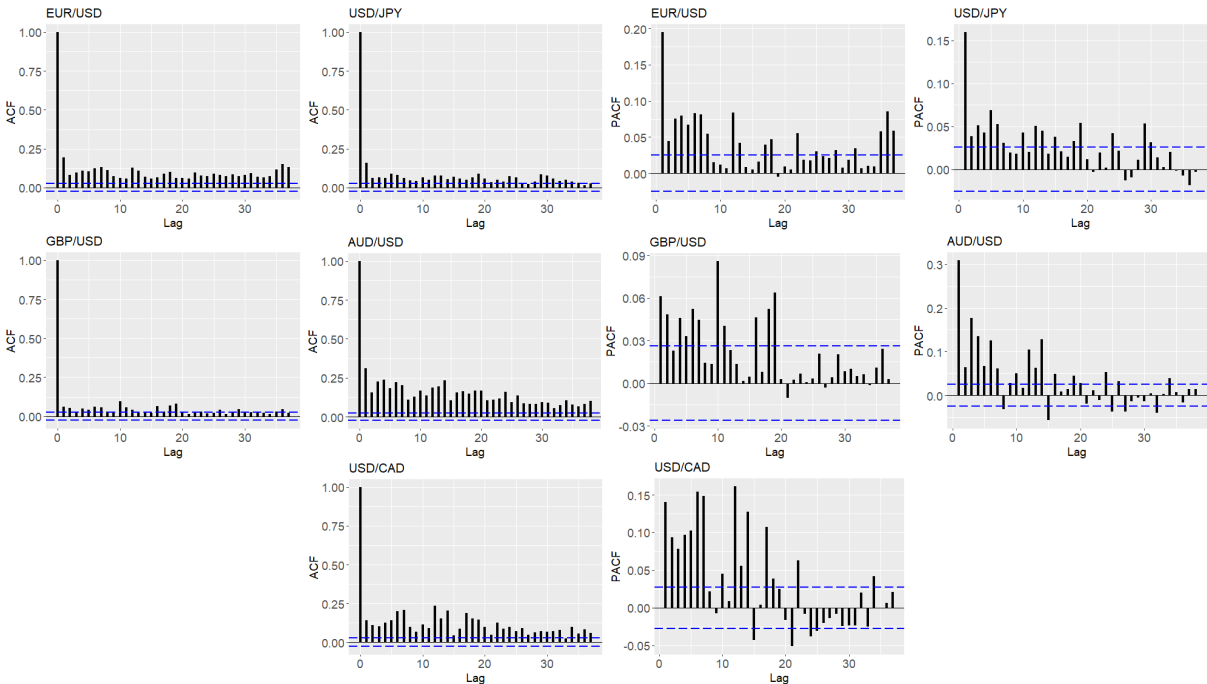 EUR/USD
1.00
0.75
0.50
0.25
0.00
ACF
0 10 20 30
Lag
USD/JPY
1.00
0.75
0.50
0.25
0.00
ACF
0 10 20 30
Lag
EUR/USD
0.20
0.15
0.10
0.05
0.00
PACF
0 10 20 30
Lag
USD/JPY
0.15
0.10
0.05
0.00
PACF
0 10 20 30
Lag
GBP/USD
1.00
0.75
0.50
0.25
0.00
ACF
0 10 20 30
Lag
AUD/USD
1.00
0.75
0.50
0.25
0.00
ACF
0 10 20 30
Lag
GBP/USD
0.09
0.06
0.03
0.00
-0.03
PACF
0 10 20 30
Lag
AUD/USD
0.3
0.2
0.1
0.0
PACF
0 10 20 30
Lag
USD/CAD
1.00
0.75
0.50
0.25
0.00
ACF
0 10 20 30
Lag
USD/CAD
0.15
0.10
0.05
0.00
-0.05
PACF
0 10 20 30
Lag